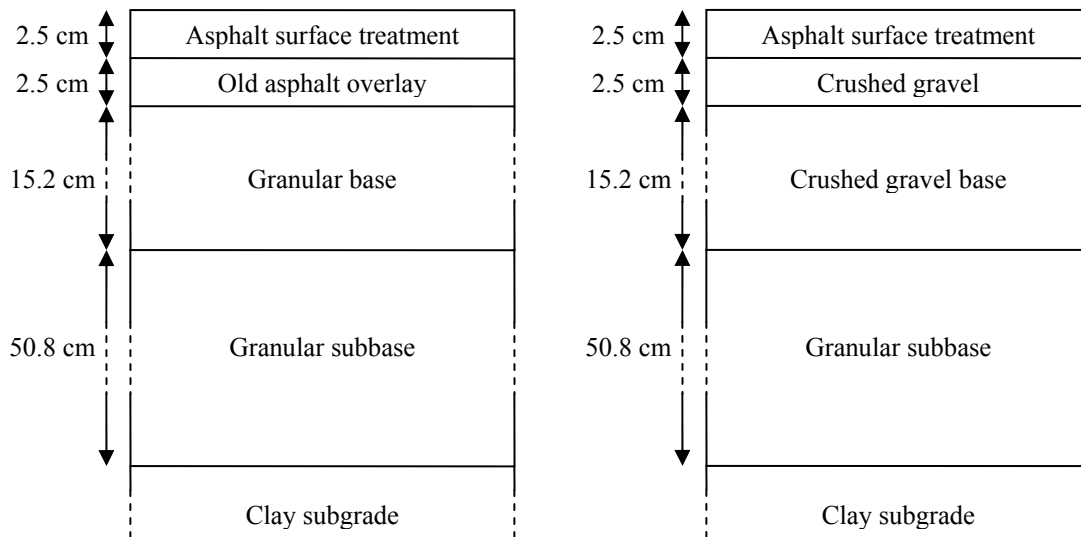 2.5 cm
Asphalt surface treatment
2.5 cm
Old asphalt overlay
15.2 cm
Granular base
50.8 cm
Granular subbase
Clay subgrade
2.5 cm
Asphalt surface treatment
2.5 cm
Crushed gravel
15.2 cm
Crushed gravel base
50.8 cm
Granular subbase
Clay subgrade